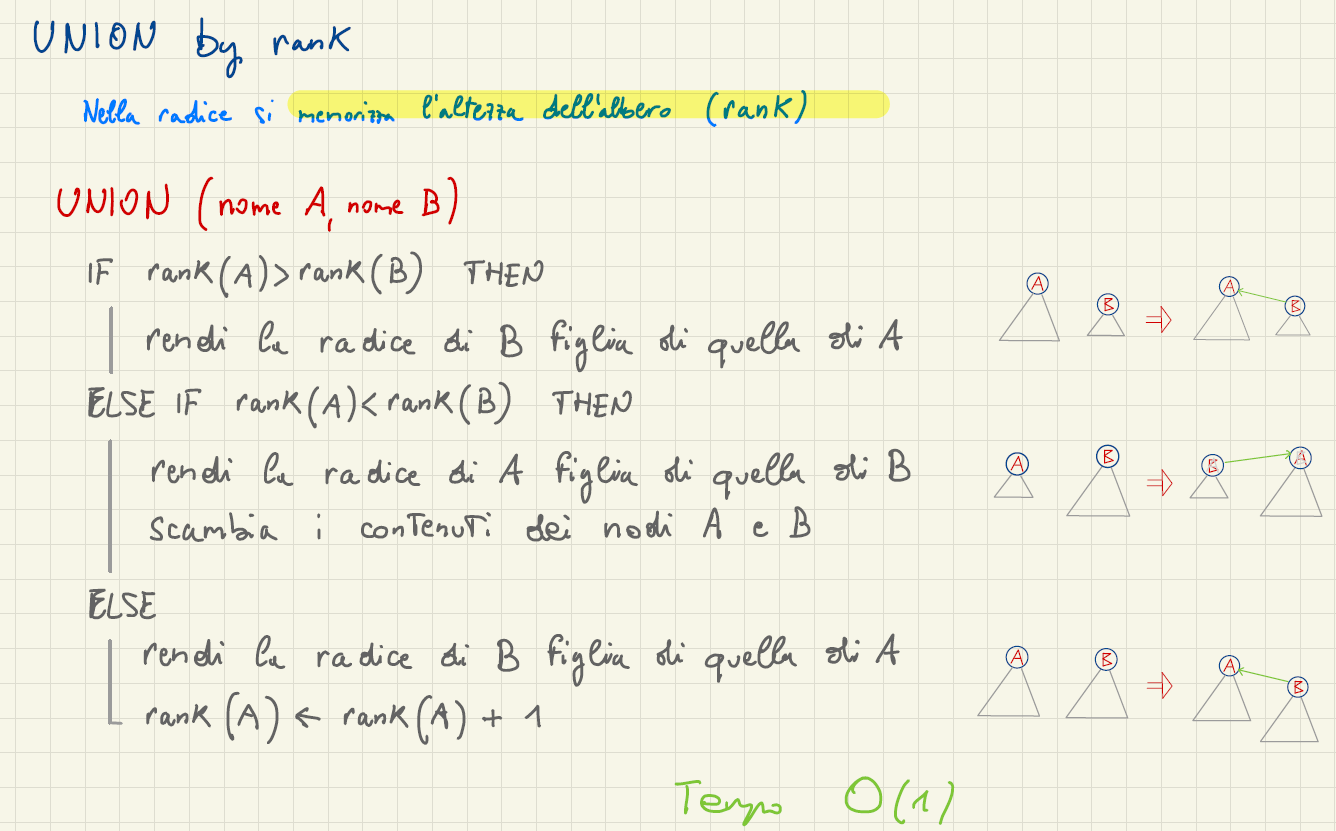 UNION by rank
Nella radice si memorizza l'altezza dell'albero (rank)
UNION (nome A, nome B)
IF rank(A)>rank(B) THEN
rendi la radice di B figlia di quella di A
ELSE IF rank(A)<rank(B) THEN
rendi la radice di A figlia di quella di B
scambia i contenuti dei nodi A e B
ELSE
rendi la radice di B figlia di quella di A
rank(A) ← rank(A) + 1
A B ⇒ A B
A B ⇒ B A
A B ⇒ A B
Tempo O(1)